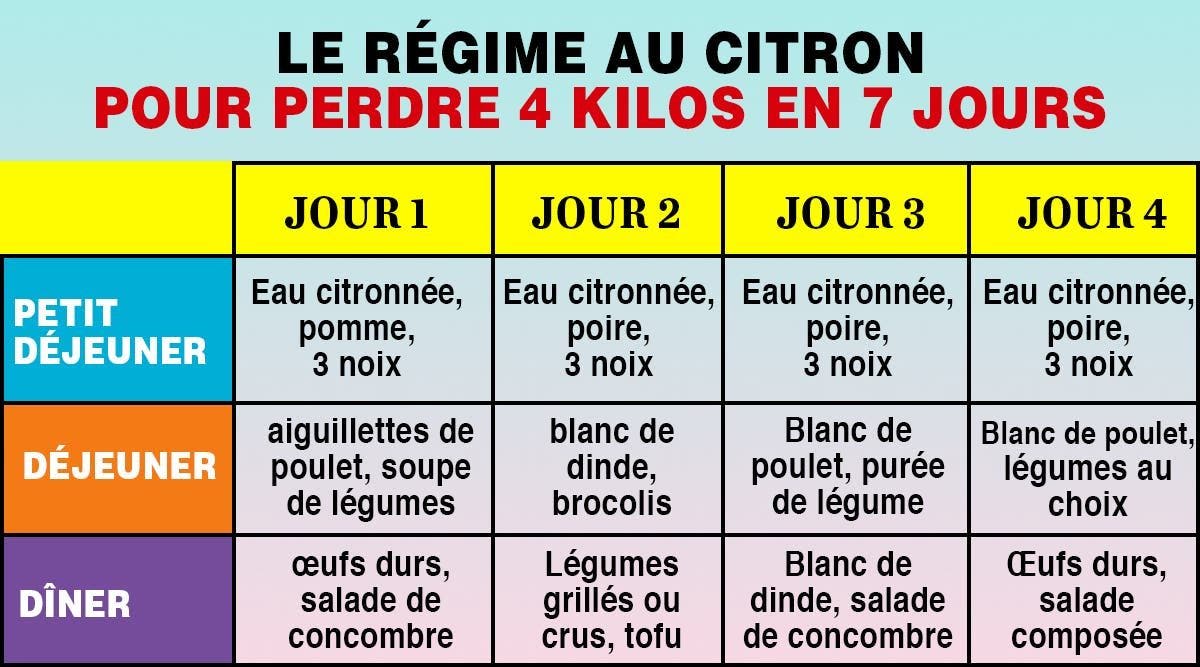 LE RÉGIME AU CITRON
POUR PERDRE 4 KILOS EN 7 JOURS
JOUR 1
JOUR 2
JOUR 3
JOUR 4
PETIT
DÉJEUNER
Eau citronnée,
pomme,
3 noix
Eau citronnée,
poire,
3 noix
Eau citronnée,
poire,
3 noix
Eau citronnée,
poire,
3 noix
DÉJEUNER
aiguillettes de
poulet, soupe
de légumes
blanc de
dinde,
brocolis
Blanc de
poulet, purée
de légume
Blanc de poulet,
légumes au
choix
DÎNER
œufs durs,
salade de
concombre
Légumes
grillés ou
crus, tofu
Blanc de
dinde, salade
de concombre
Œufs durs,
salade
composée